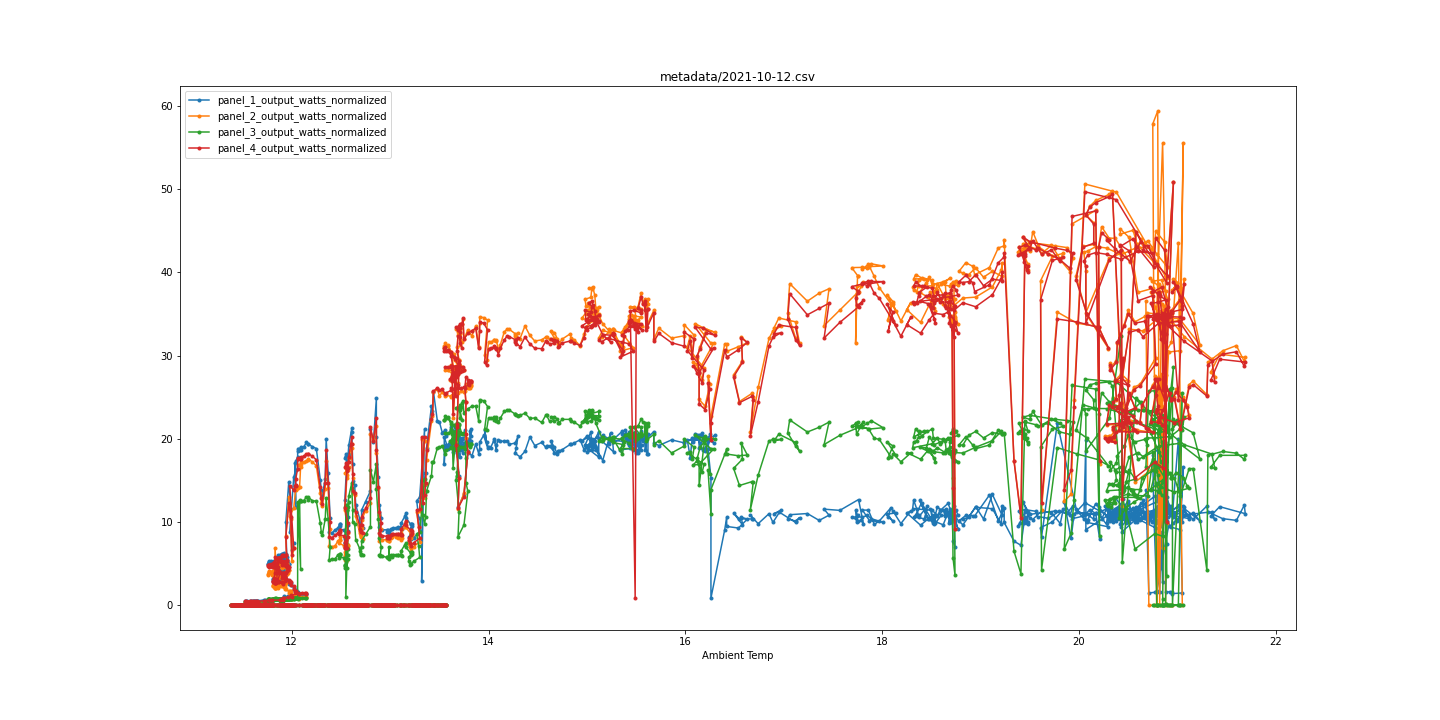 metadata/2021-10-12.csv
panel_1_output_watts_normalized
panel_2_output_watts_normalized
panel_3_output_watts_normalized
panel_4_output_watts_normalized
60
50
40
30
20
10
0
12 14 16 18 20 22
Ambient Temp